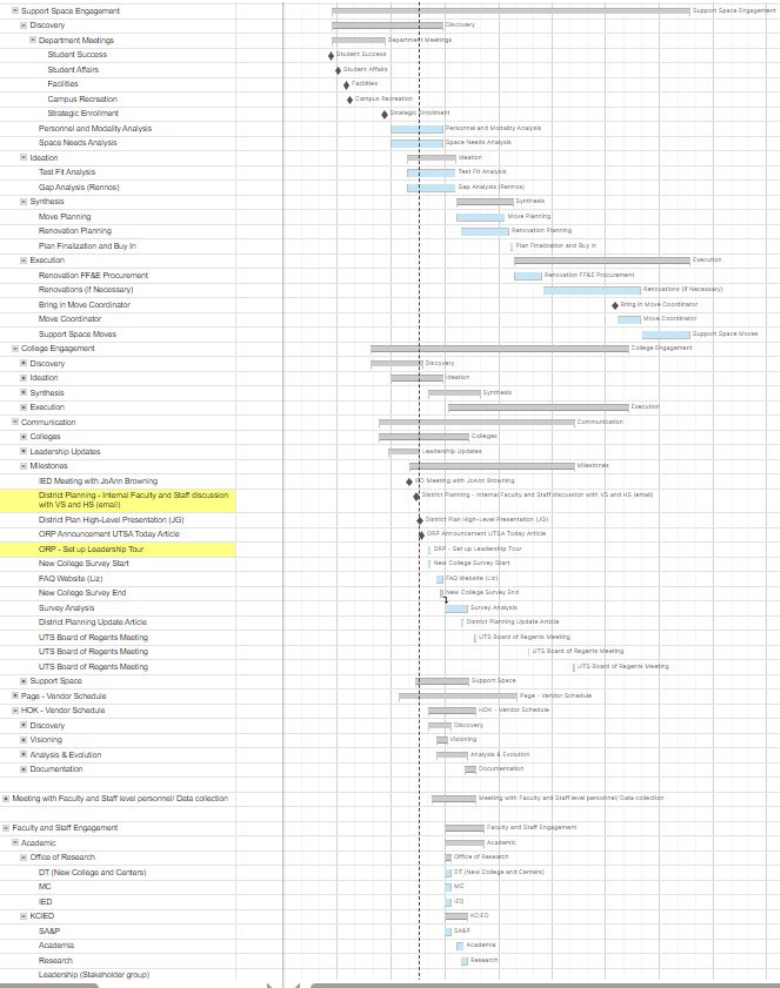 Support Space Engagement Support Space Engagement
Discovery Discovery
Department Meetings Department Meetings
Student Success Student Success
Student Affairs Student Affairs
Facilities Facilities
Campus Recreation Campus Recreation
Strategic Enrollment Strategic Enrollment
Personnel and Modality Analysis Personnel and Modality Analysis
Space Needs Analysis Space Needs Analysis
Ideation Ideation
Test Fit Analysis Test Fit Analysis
Gap Analysis (Rennos) Gap Analysis (Rennos)
Synthesis Synthesis
Move Planning Move Planning
Renovation Planning Renovation Planning
Plan Finalization and Buy In Plan Finalization and Buy In
Execution Execution
Renovation FF&E Procurement Renovation FF&E Procurement
Renovations (If Necessary) Renovations (If Necessary)
Bring in Move Coordinator Bring in Move Coordinator
Move Coordinator Move Coordinator
Support Space Moves Support Space Moves
College Engagement College Engagement
Discovery Discovery
Ideation Ideation
Synthesis Synthesis
Execution Execution
Communication Communication
Colleges Colleges
Leadership Updates Leadership Updates
Milestones Milestones
IED Meeting with JoAnn Browning IED Meeting with JoAnn Browning
District Planning - Internal Faculty and Staff discussion
with VS and HS (email) District Planning - Internal Faculty and Staff discussion with VS and HS (email)
District Plan High-Level Presentation (JG) District Plan High-Level Presentation (JG)
ORP Announcement UTSA Today Article ORP Announcement UTSA Today Article
ORP - Set up Leadership Tour ORP - Set up Leadership Tour
New College Survey Start New College Survey Start
FAQ Website (Liz) FAQ Website (Liz)
New College Survey End New College Survey End
Survey Analysis Survey Analysis
District Planning Update Article District Planning Update Article
UTS Board of Regents Meeting UTS Board of Regents Meeting
UTS Board of Regents Meeting UTS Board of Regents Meeting
UTS Board of Regents Meeting UTS Board of Regents Meeting
Support Space Support Space
Page - Vendor Schedule Page - Vendor Schedule
HOK - Vendor Schedule HOK - Vendor Schedule
Discovery Discovery
Visioning Visioning
Analysis & Evolution Analysis & Evolution
Documentation Documentation
Meeting with Faculty and Staff level personnel/ Data collection Meeting with Faculty and Staff level personnel/ Data collection
Faculty and Staff Engagement Faculty and Staff Engagement
Academic Academic
Office of Research Office of Research
DT (New College and Centers) DT (New College and Centers)
MC MC
IED IED
KCIED KCIED
SA&P SA&P
Academia Academia
Research Research
Leadership (Stakeholder group)